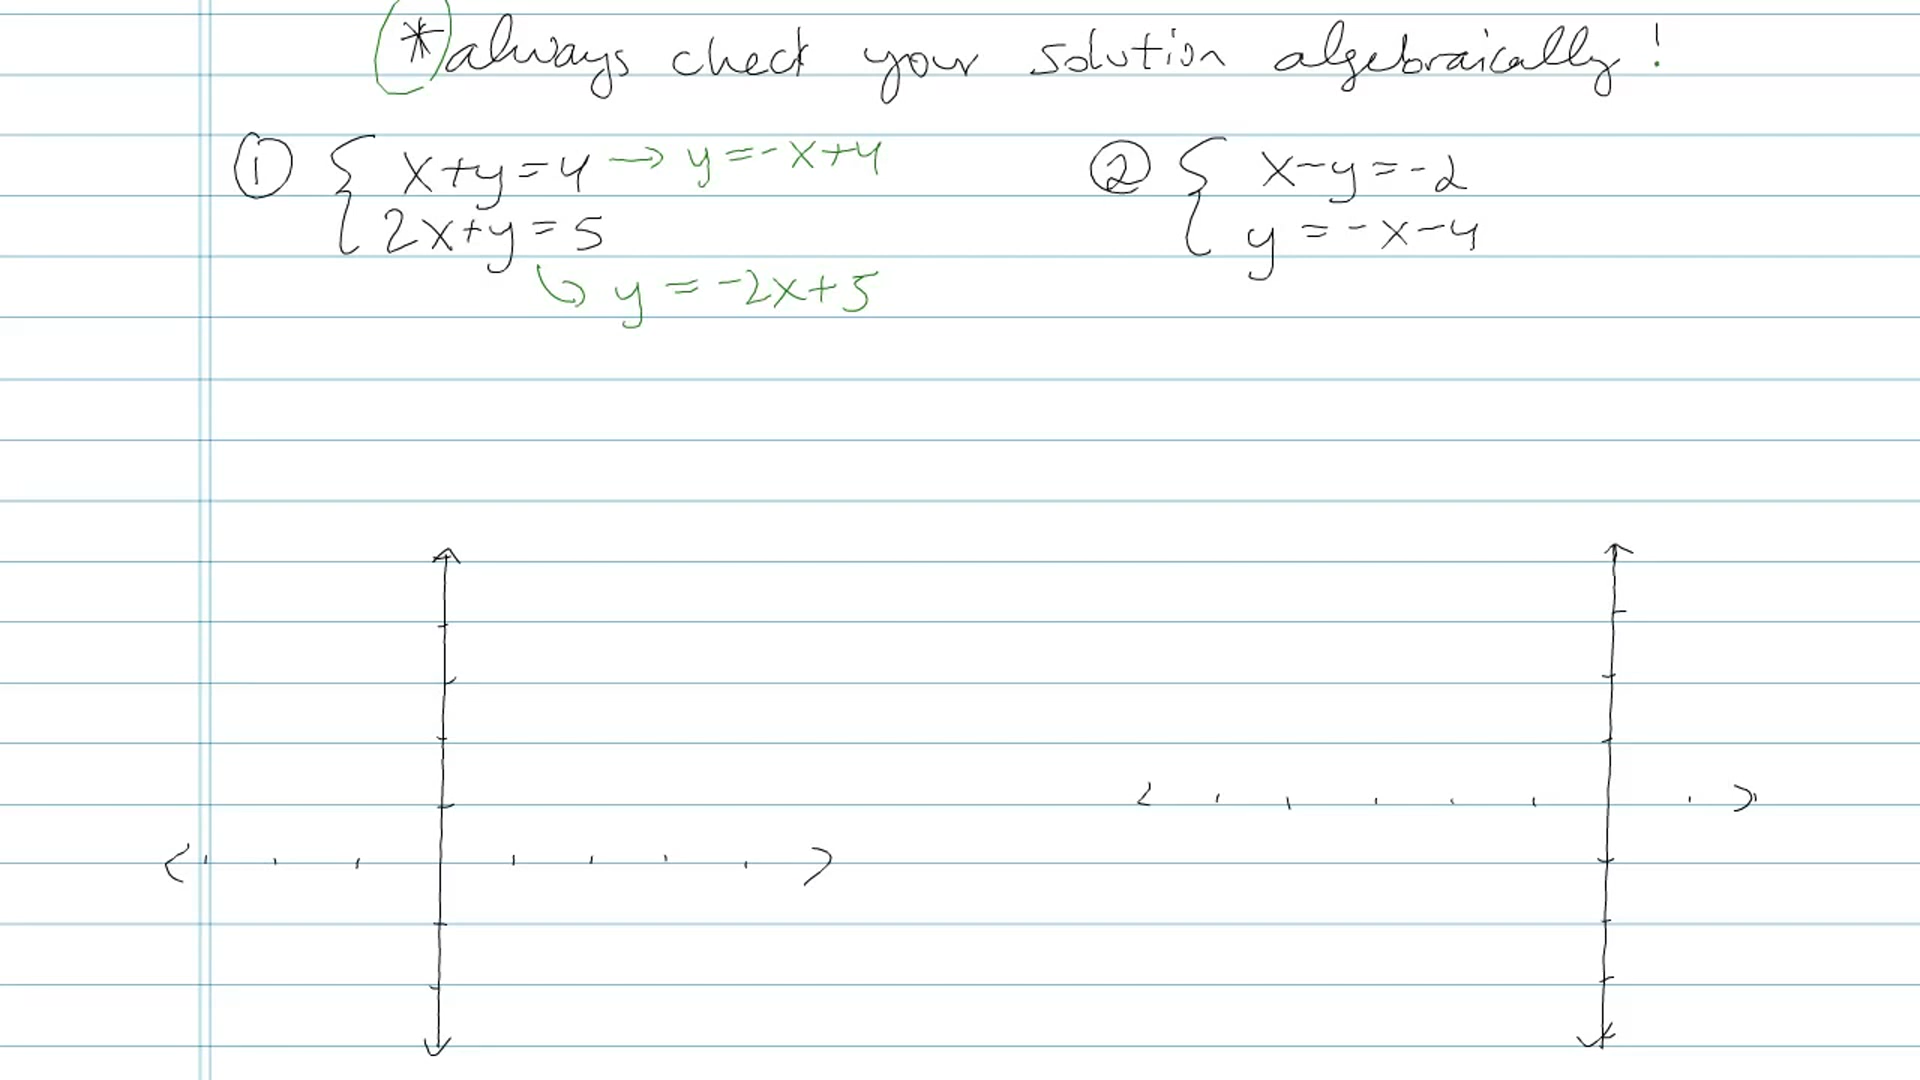 *always check your solution algebraically!
① { x+y=4 → y=-x+4
2x+y=5
↳ y=-2x+5
② { x-y=-2
y=-x-4